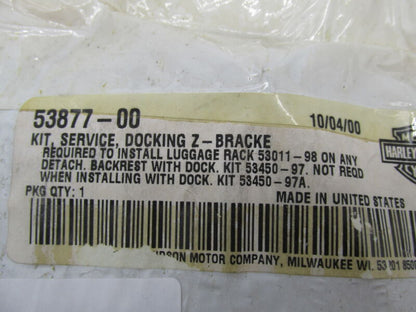 53877-00
10/04/00
KIT, SERVICE, DOCKING Z-BRACKE
REQUIRED TO INSTALL LUGGAGE RACK 53011-98 ON ANY
DETACH. BACKREST WITH DOCK. KIT 53450-97. NOT REQD
WHEN INSTALLING WITH DOCK. KIT 53450-97A.
PKG QTY: 1
MADE IN UNITED STATES
MOTOR COMPANY, MILWAUKEE WI.